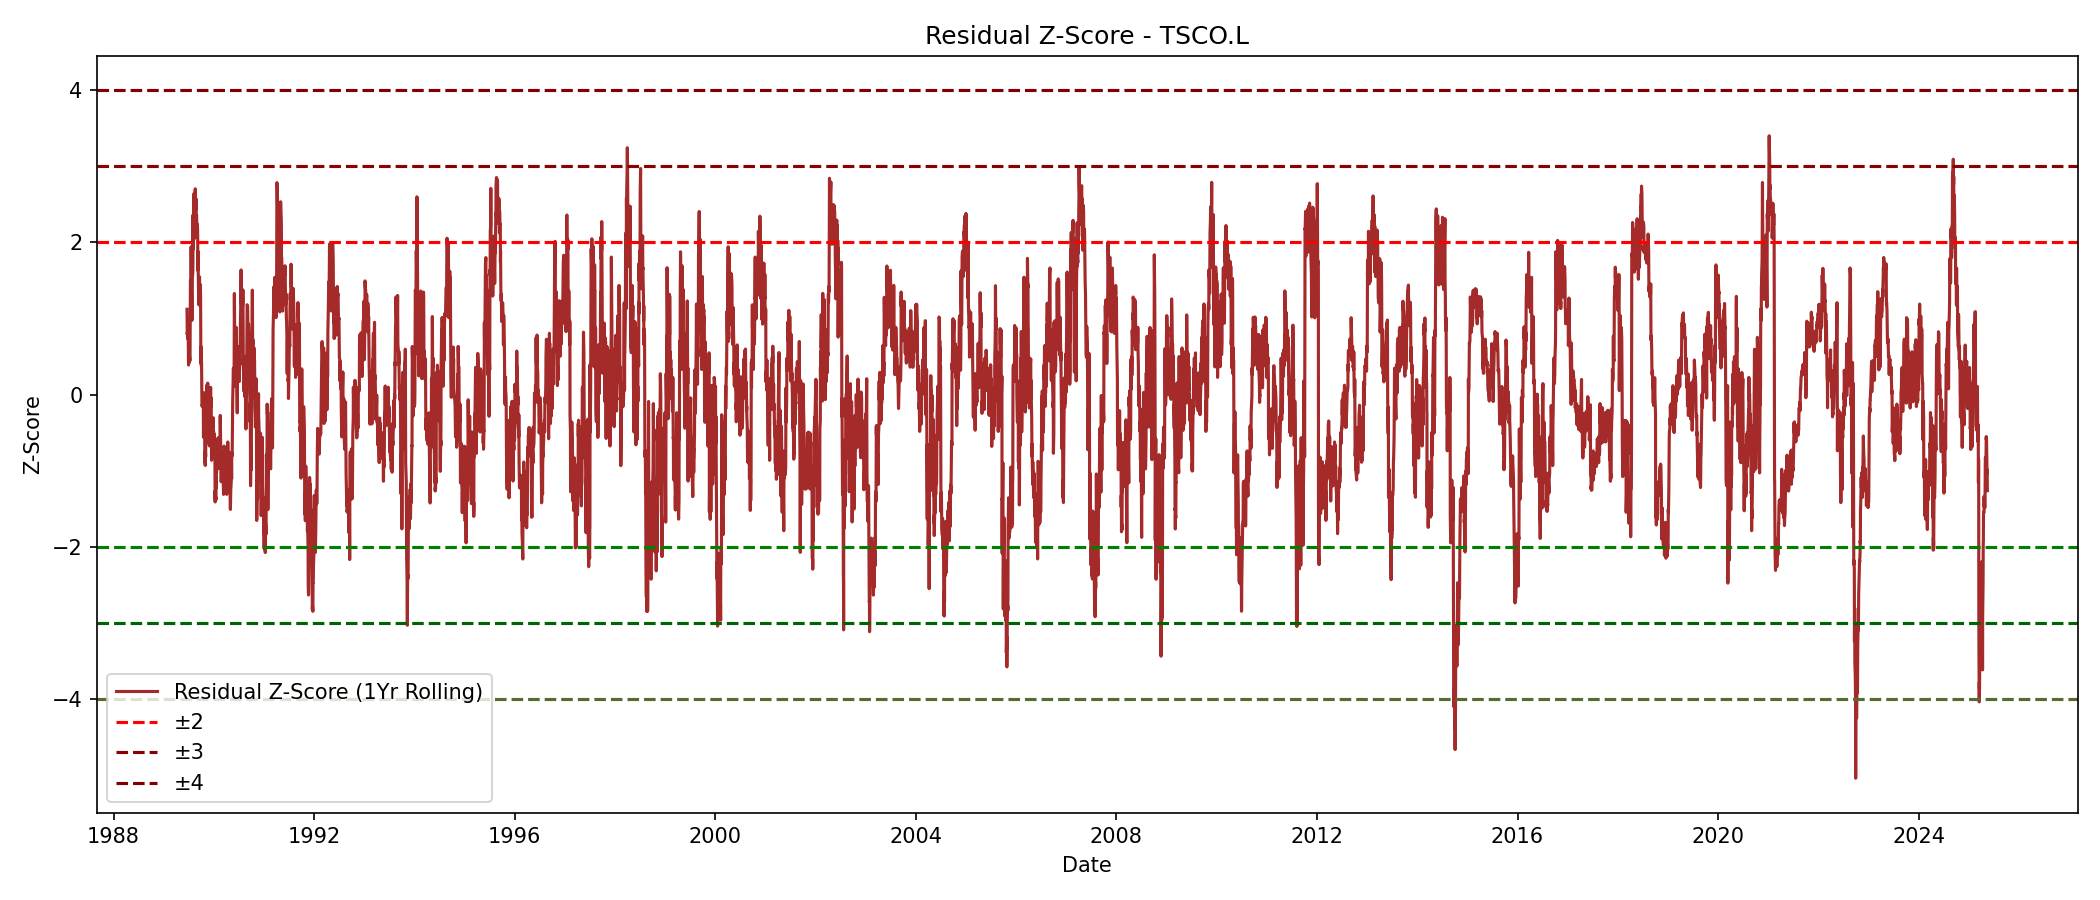 Residual Z-Score - TSCO.L
4
2
0
−2
−4
Z-Score
Residual Z-Score (1Yr Rolling)
±2
±3
±4
1988 1992 1996 2000 2004 2008 2012 2016 2020 2024
Date